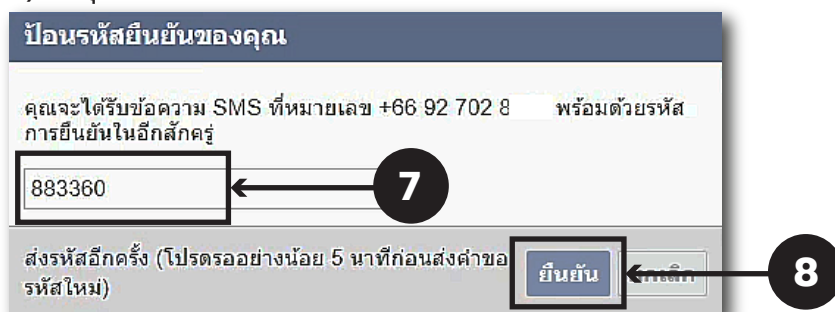 ป้อนรหัสยืนยันของคุณ
คุณจะได้รับข้อความ SMS ที่หมายเลข +66 92 702 8 พร้อมด้วยรหัส
การยืนยันในอีกสักครู่
883360
7
ส่งรหัสอีกครั้ง (โปรดรออย่างน้อย 5 นาทีก่อนส่งคำขอ
รหัสใหม่)
ยืนยัน
8